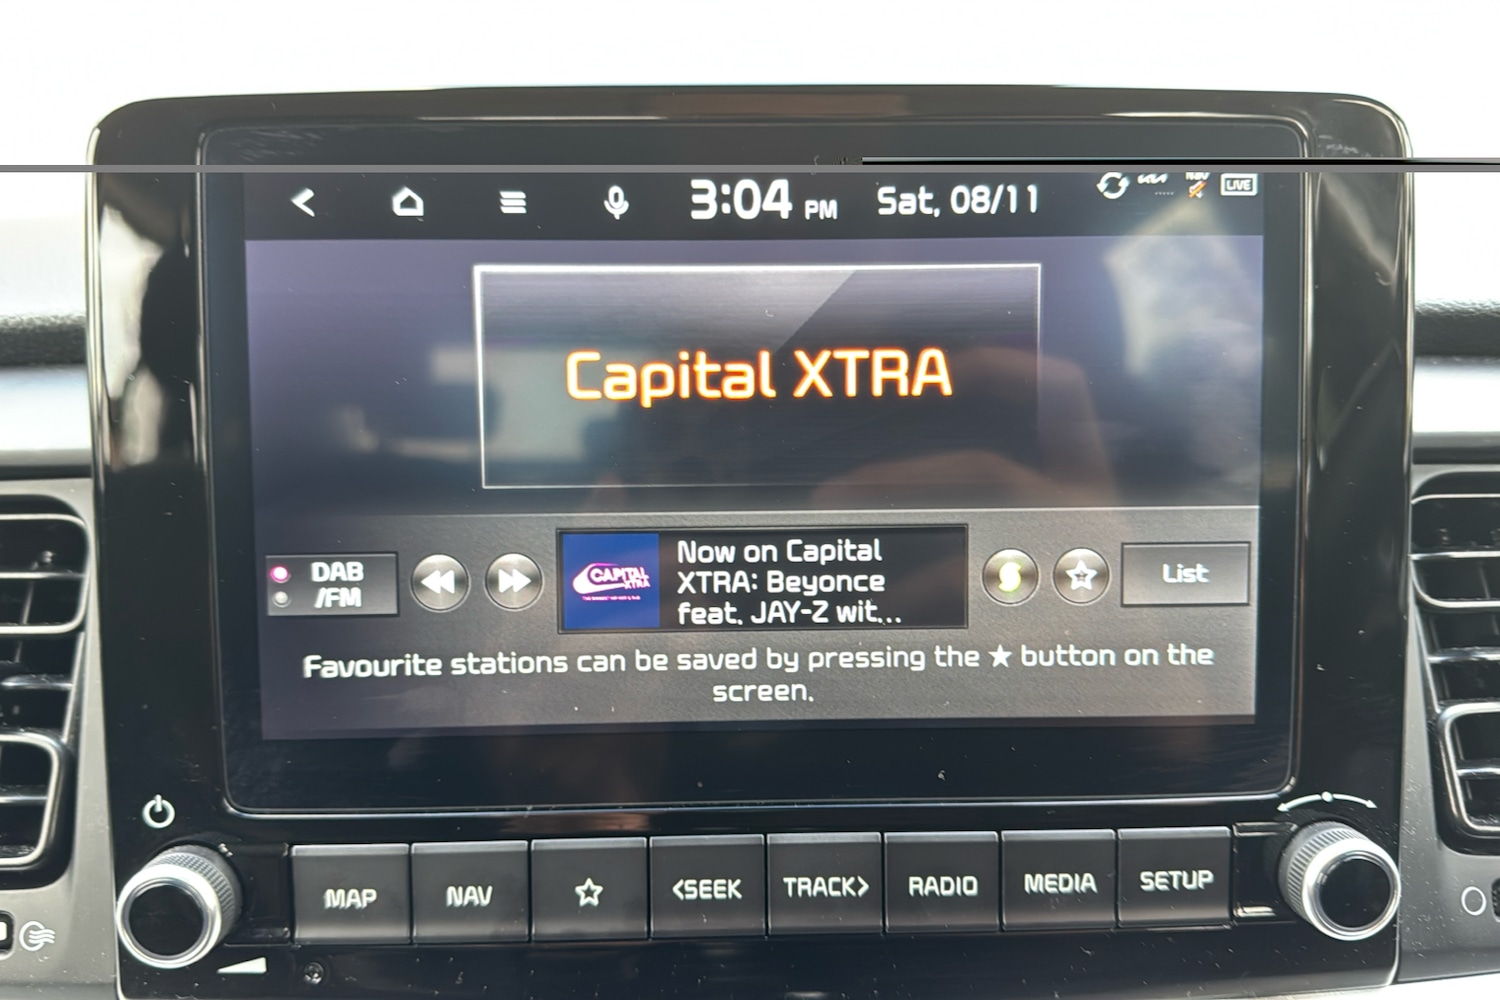 3:04 PM Sat, 08/11
LIVE
Capital XTRA
DAB
/FM
CAPITAL
XTRA
Now on Capital
XTRA: Beyonce
feat. JAY-Z wit...
List
Favourite stations can be saved by pressing the ★ button on the
screen.
MAP
NAV
<SEEK
TRACK>
RADIO
MEDIA
SETUP